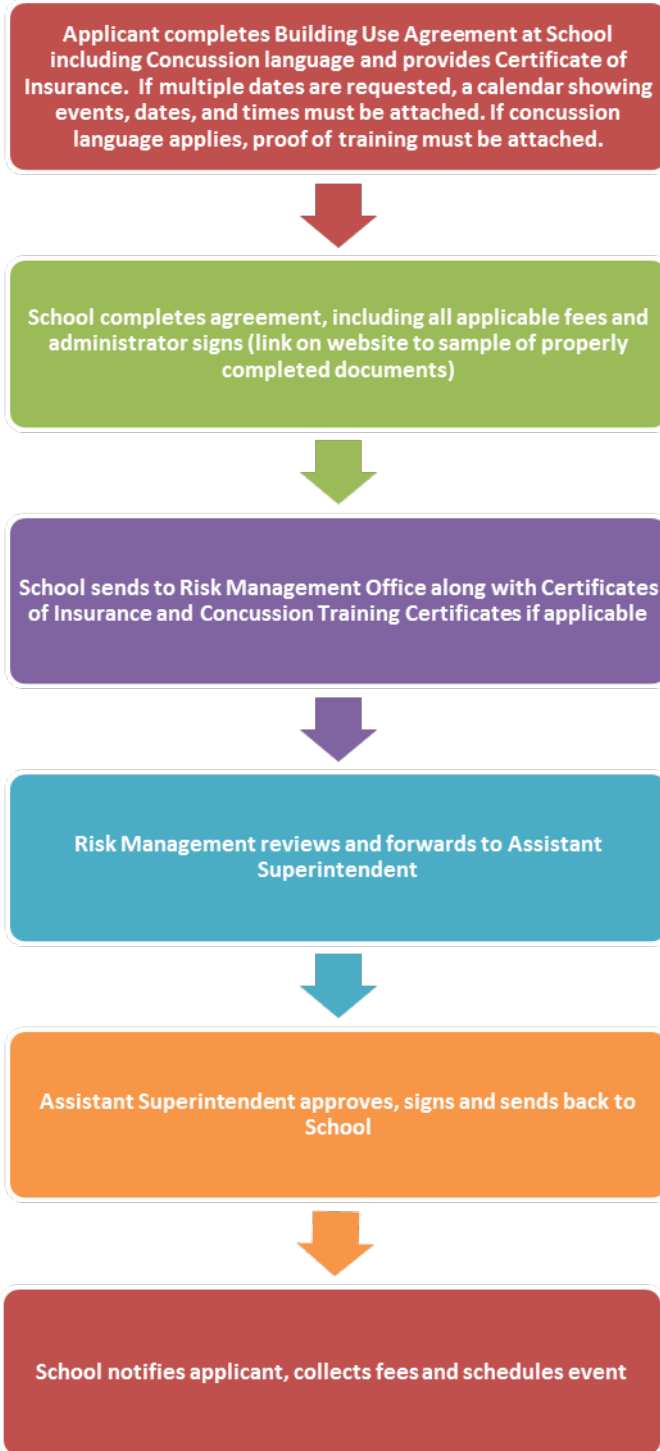 Applicant completes Building Use Agreement at School
including Concussion language and provides Certificate of
Insurance.  If multiple dates are requested, a calendar showing
events, dates, and times must be attached. If concussion
language applies, proof of training must be attached.
School completes agreement, including all applicable fees and
administrator signs (link on website to sample of properly
completed documents)
School sends to Risk Management Office along with Certificates
of Insurance and  Concussion Training Certificates if applicable
Risk Management reviews and forwards to Assistant
Superintendent
Assistant Superintendent approves, signs and sends back to
School
School notifies applicant, collects fees and schedules event